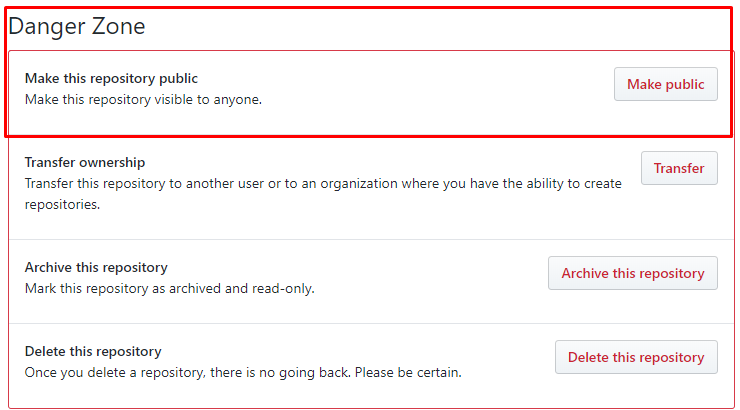 Danger Zone
Make this repository public
Make this repository visible to anyone.
Make public
Transfer ownership
Transfer this repository to another user or to an organization where you have the ability to create
repositories.
Transfer
Archive this repository
Mark this repository as archived and read-only.
Archive this repository
Delete this repository
Once you delete a repository, there is no going back. Please be certain.
Delete this repository